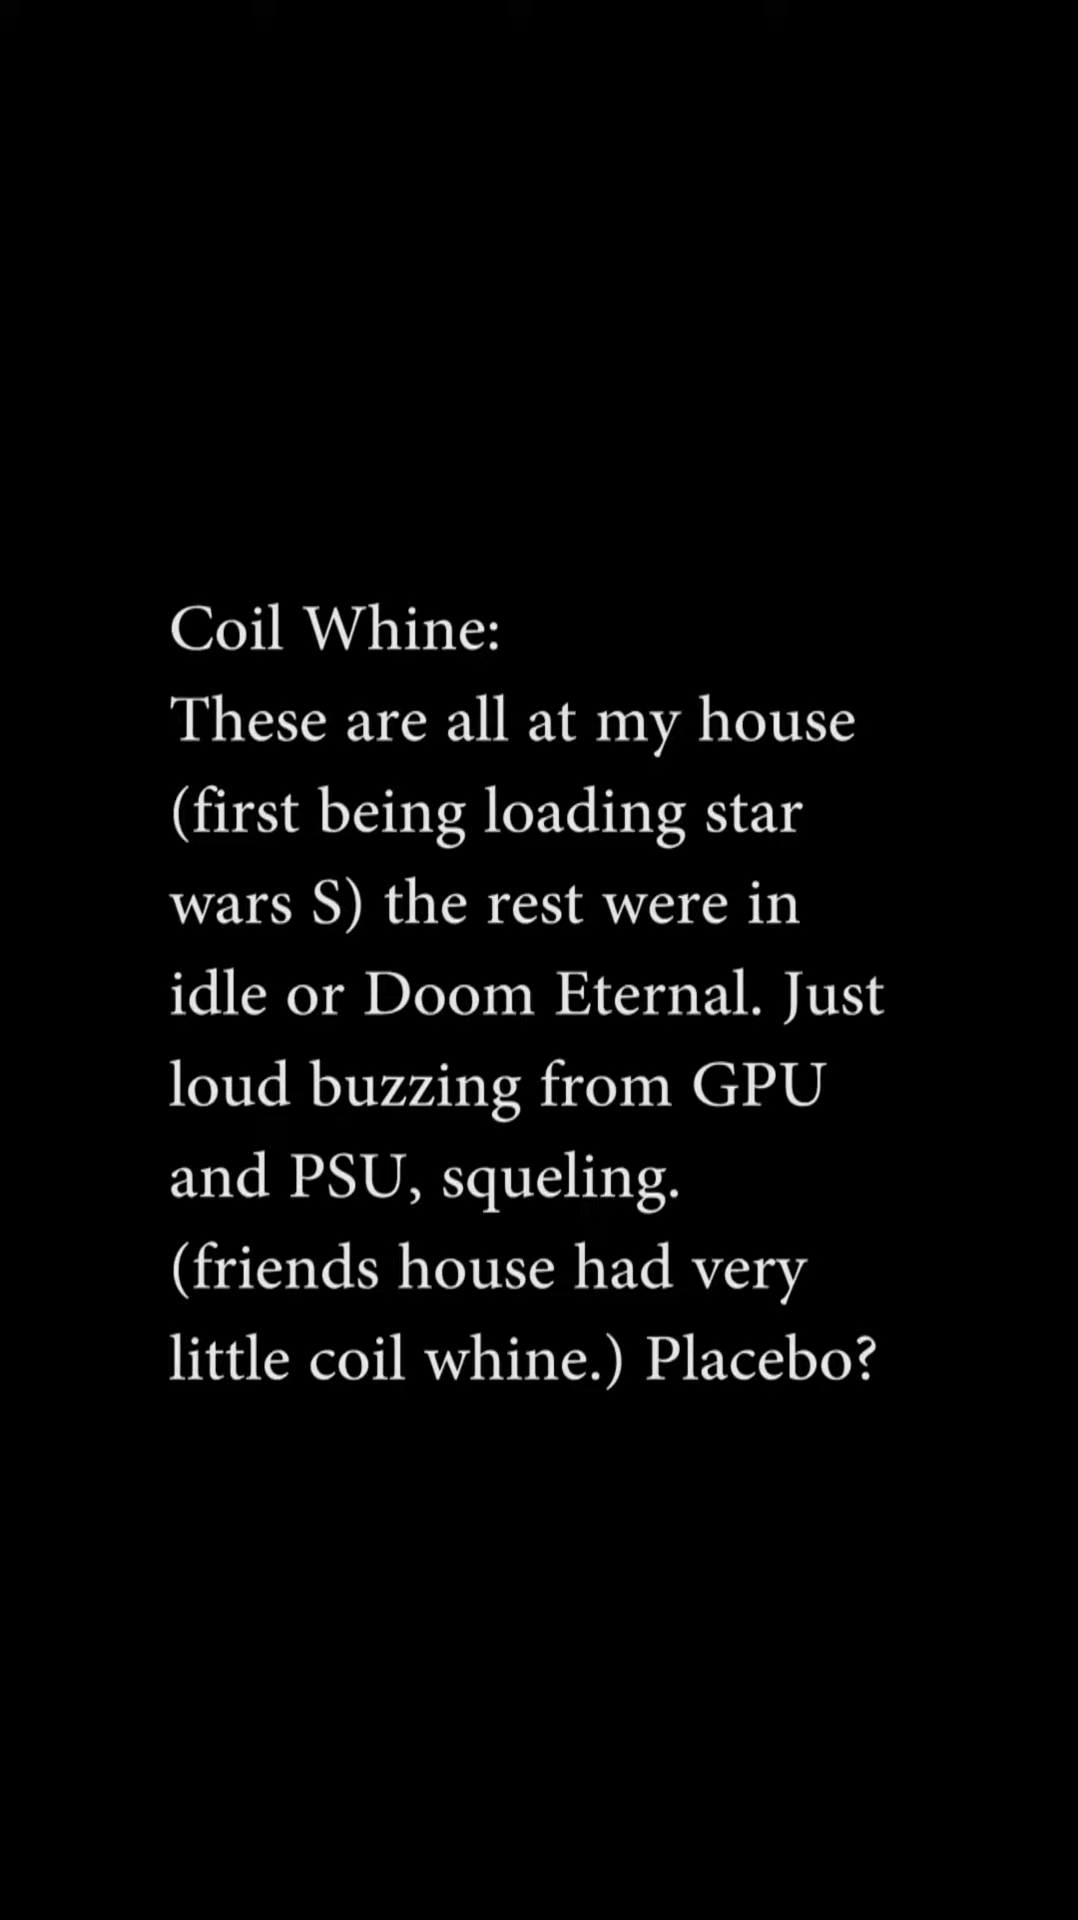 Coil Whine:
These are all at my house
(first being loading star
wars S) the rest were in
idle or Doom Eternal. Just
loud buzzing from GPU
and PSU, squeling.
(friends house had very
little coil whine.) Placebo?